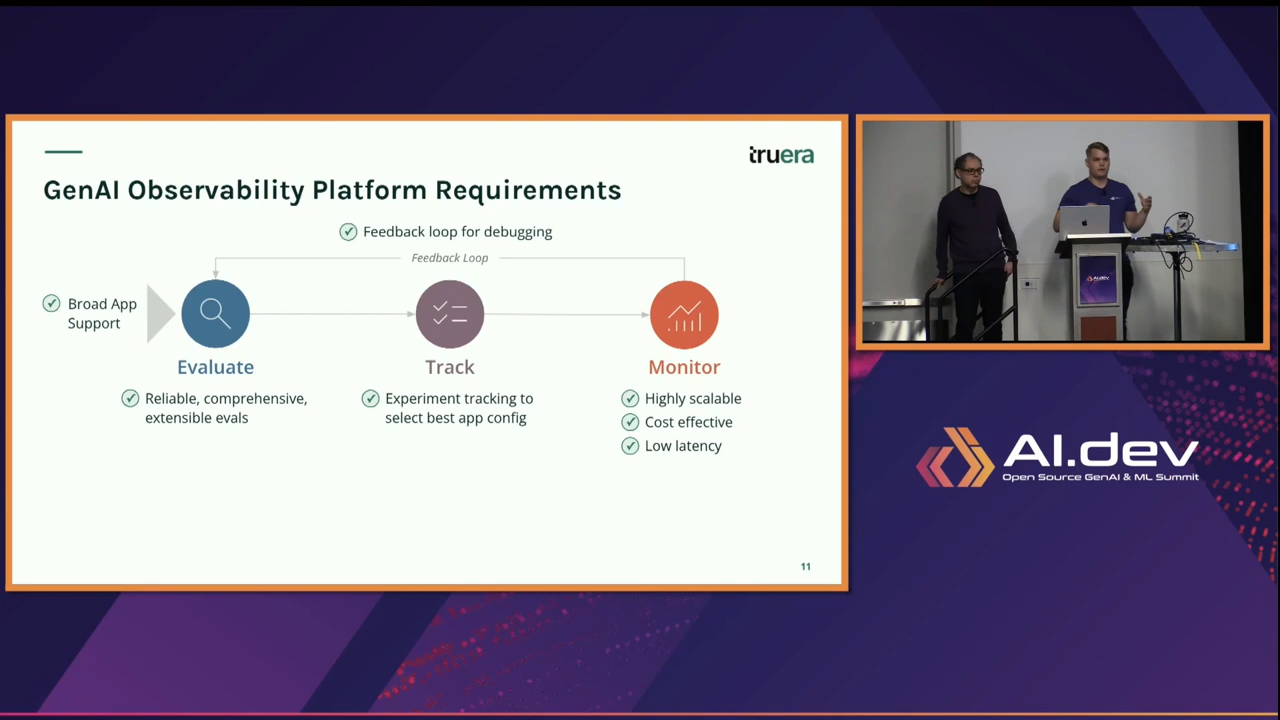 truera
GenAI Observability Platform Requirements
Feedback loop for debugging
Feedback Loop
Broad App
Support
Evaluate
Track
Monitor
Reliable, comprehensive,
extensible evals
Experiment tracking to
select best app config
Highly scalable
Cost effective
Low latency
11
AI.dev
AI.dev
Open Source GenAI & ML Summit